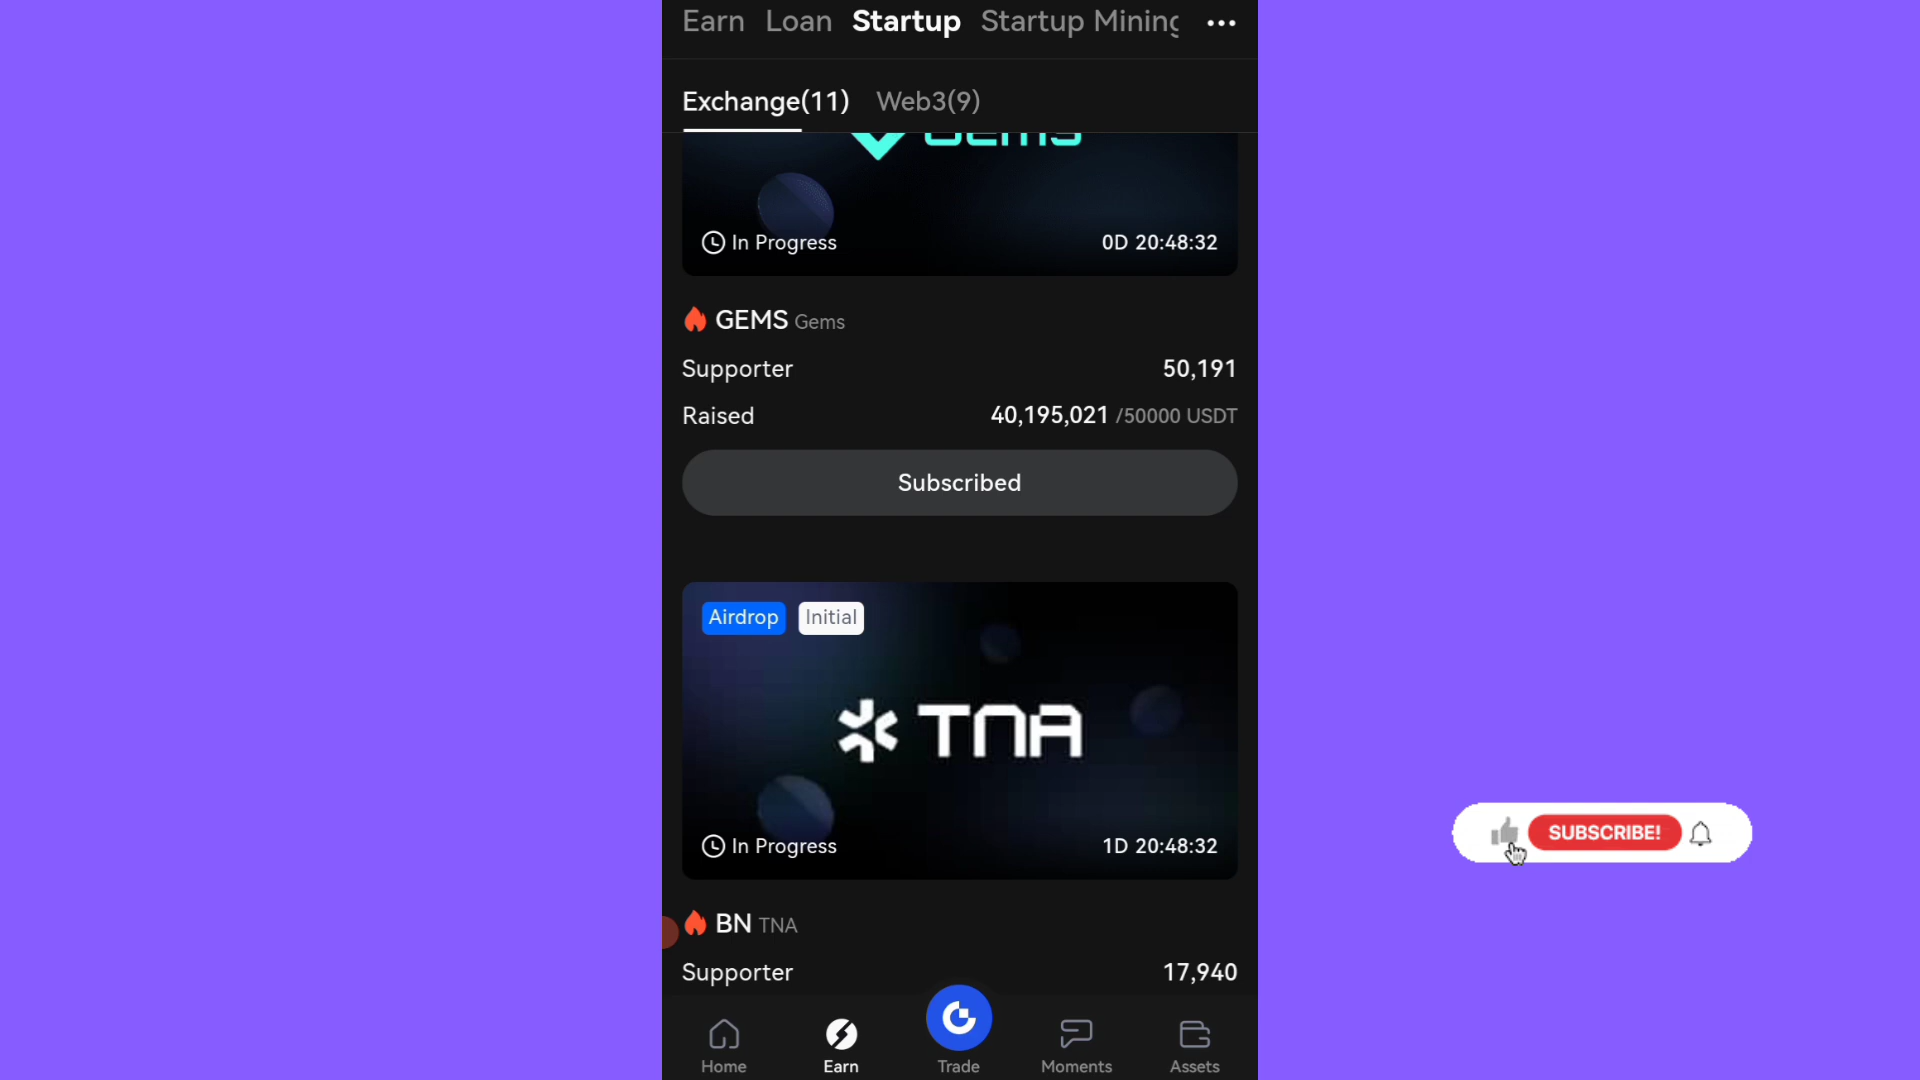 Earn Loan Startup Startup Mining
Exchange(11) Web3(9)
GEMS
In Progress 0D 20:48:32
GEMS Gems
Supporter 50,191
Raised 40,195,021 /50000 USDT
Subscribed
Airdrop Initial
TNA
In Progress 1D 20:48:32
BN TNA
Supporter 17,940
SUBSCRIBE!
Home Earn Trade Moments Assets